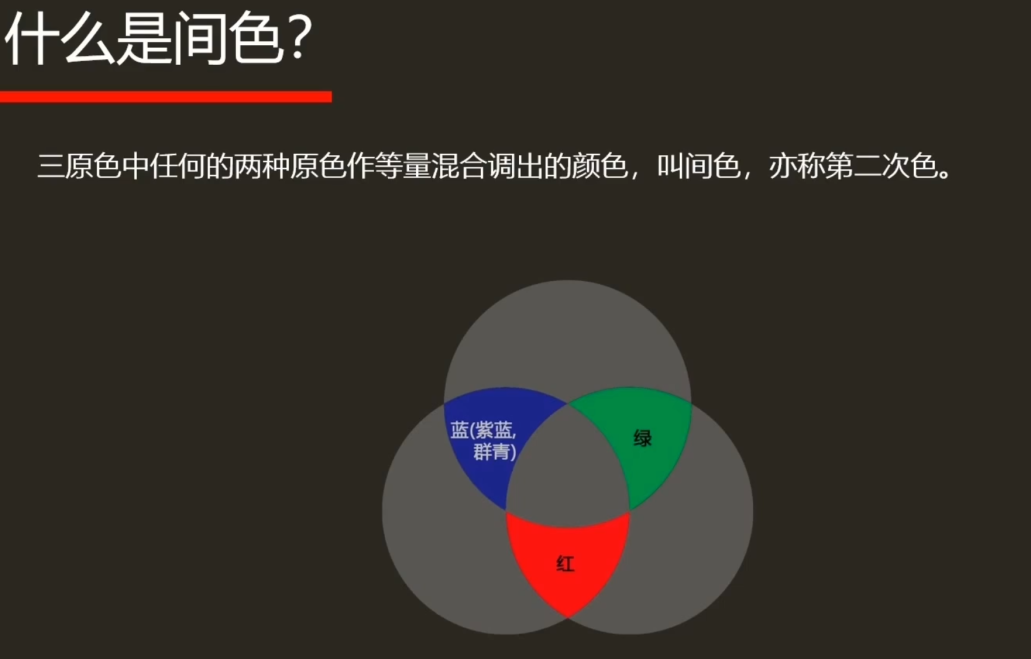 什么是间色？
三原色中任何的两种原色作等量混合调出的颜色，叫间色，亦称第二次色。
蓝(紫蓝,
群青)
绿
红